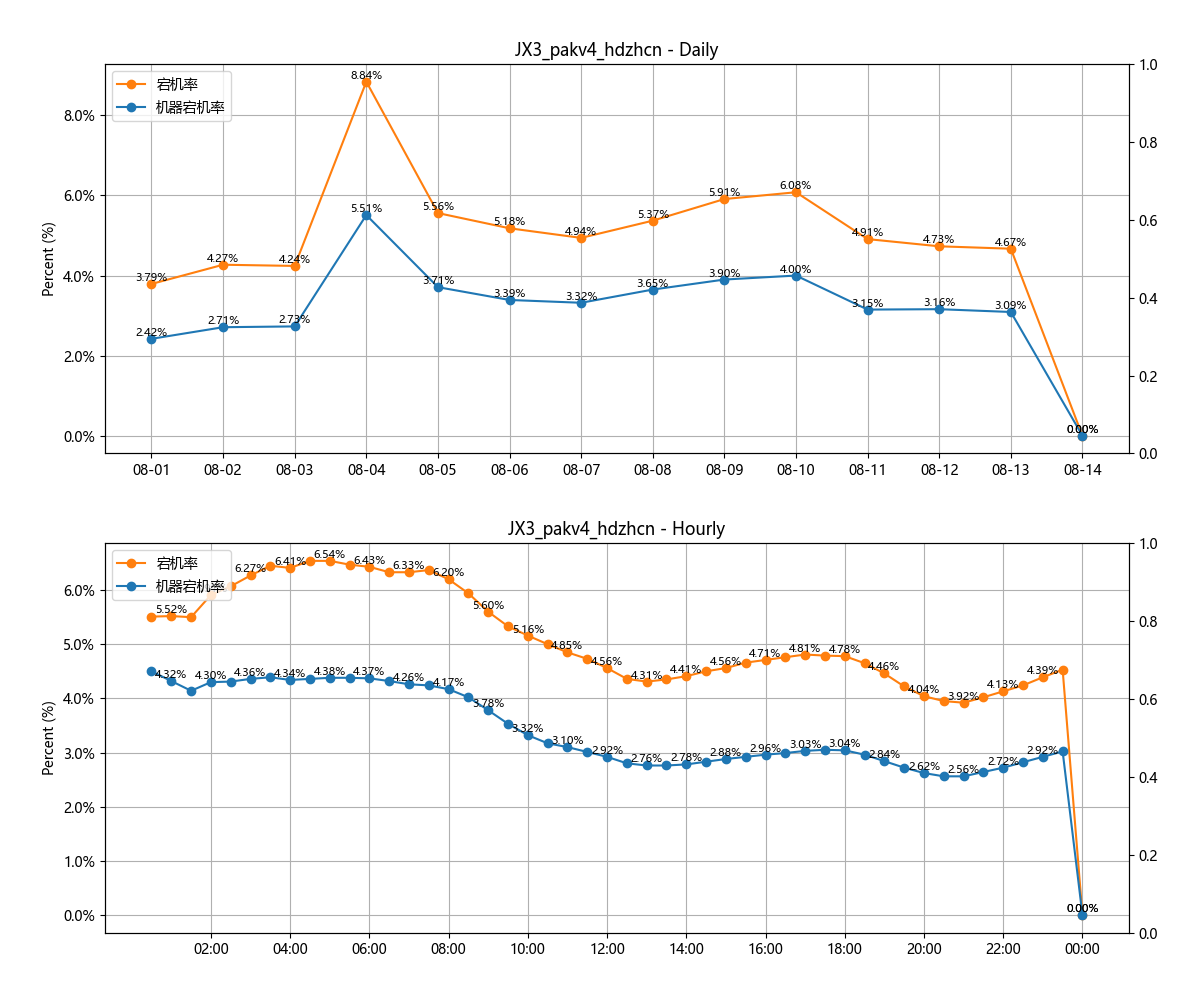 JX3_pakv4_hdzhcn - Daily
宕机率
机器宕机率
Percent (%)
8.0%
6.0%
4.0%
2.0%
0.0%
1.0
0.8
0.6
0.4
0.2
0.0
3.79% 4.27% 4.24% 8.84% 5.56% 5.18% 4.94% 5.37% 5.91% 6.08% 4.91% 4.73% 4.67% 0.00%
2.42% 2.71% 2.73% 5.51% 3.71% 3.39% 3.32% 3.65% 3.90% 4.00% 3.15% 3.16% 3.09% 0.00%
08-01 08-02 08-03 08-04 08-05 08-06 08-07 08-08 08-09 08-10 08-11 08-12 08-13 08-14
JX3_pakv4_hdzhcn - Hourly
宕机率
机器宕机率
Percent (%)
6.0%
5.0%
4.0%
3.0%
2.0%
1.0%
0.0%
1.0
0.8
0.6
0.4
0.2
0.0
5.52% 6.27% 6.41% 6.54% 6.43% 6.33% 6.20% 5.60% 5.16% 4.85% 4.56% 4.31% 4.41% 4.56% 4.71% 4.81% 4.78% 4.46% 4.04% 3.92% 4.13% 4.39% 0.00%
4.32% 4.30% 4.36% 4.34% 4.38% 4.37% 4.26% 4.17% 3.78% 3.32% 3.10% 2.92% 2.76% 2.78% 2.88% 2.96% 3.03% 3.04% 2.84% 2.62% 2.56% 2.72% 2.92% 0.00%
02:00 04:00 06:00 08:00 10:00 12:00 14:00 16:00 18:00 20:00 22:00 00:00